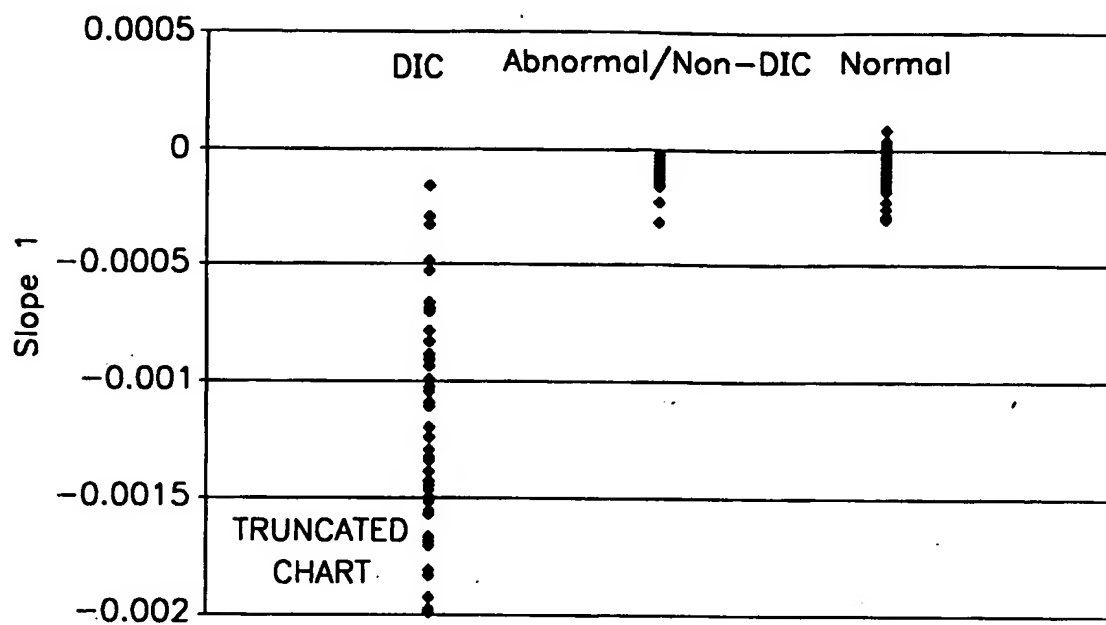 0.0005
DIC Abnormal/Non-DIC Normal
0
-0.0005
Slope 1
-0.001
-0.0015
TRUNCATED
CHART
-0.002